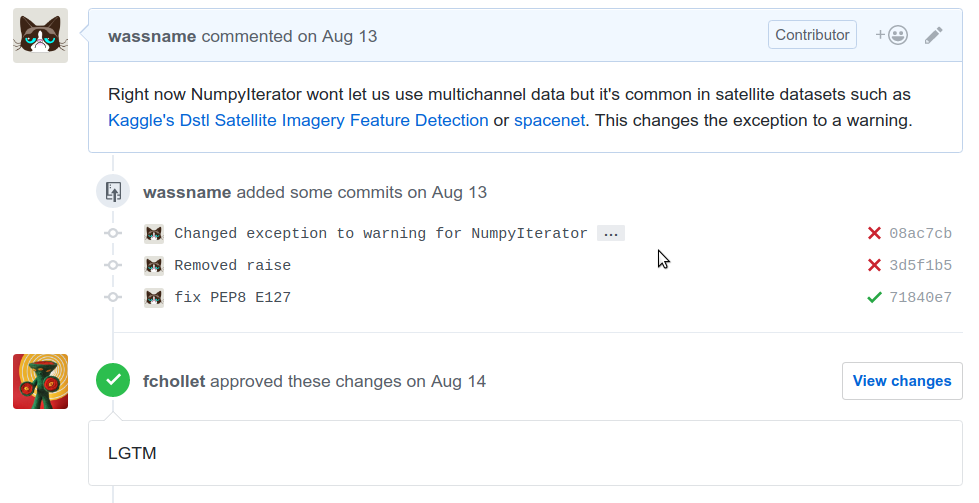 wassname commented on Aug 13
Contributor
+
Right now NumpyIterator wont let us use multichannel data but it's common in satellite datasets such as
Kaggle's Dstl Satellite Imagery Feature Detection or spacenet. This changes the exception to a warning.
wassname added some commits on Aug 13
Changed exception to warning for NumpyIterator ...
08ac7cb
Removed raise
3d5f1b5
fix PEP8 E127
71840e7
fchollet approved these changes on Aug 14
View changes
LGTM